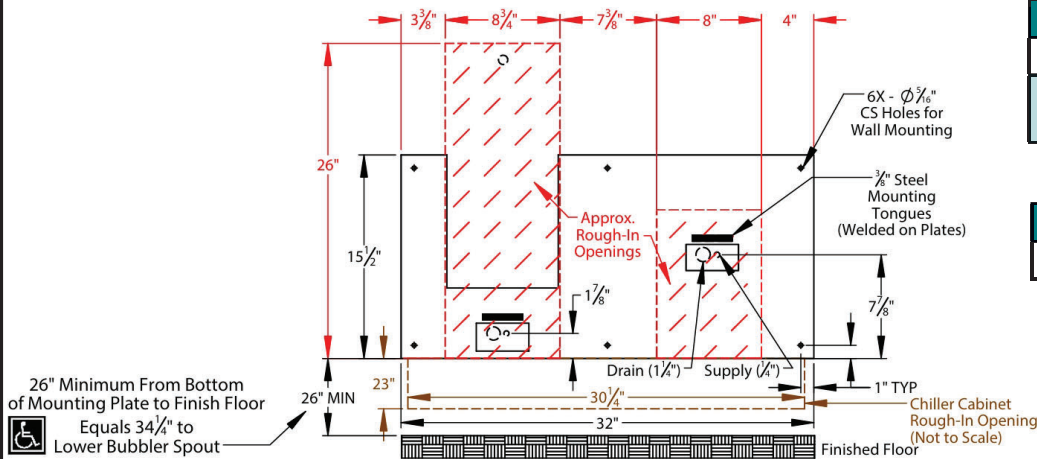 3⅜" 8¾" 7⅜" 8" 4"
6X - Ø 5⁄16"
CS Holes for
Wall Mounting
26"
⅜" Steel
Mounting
Tongues
(Welded on Plates)
Approx.
Rough-In
Openings
15½"
1⅞"
7⅞"
Drain (1¼") Supply (¼")
23"
1" TYP
26" Minimum From Bottom
of Mounting Plate to Finish Floor
Equals 34¼" to
Lower Bubbler Spout
26" MIN
30¼"
Chiller Cabinet
Rough-In Opening
(Not to Scale)
32"
Finished Floor